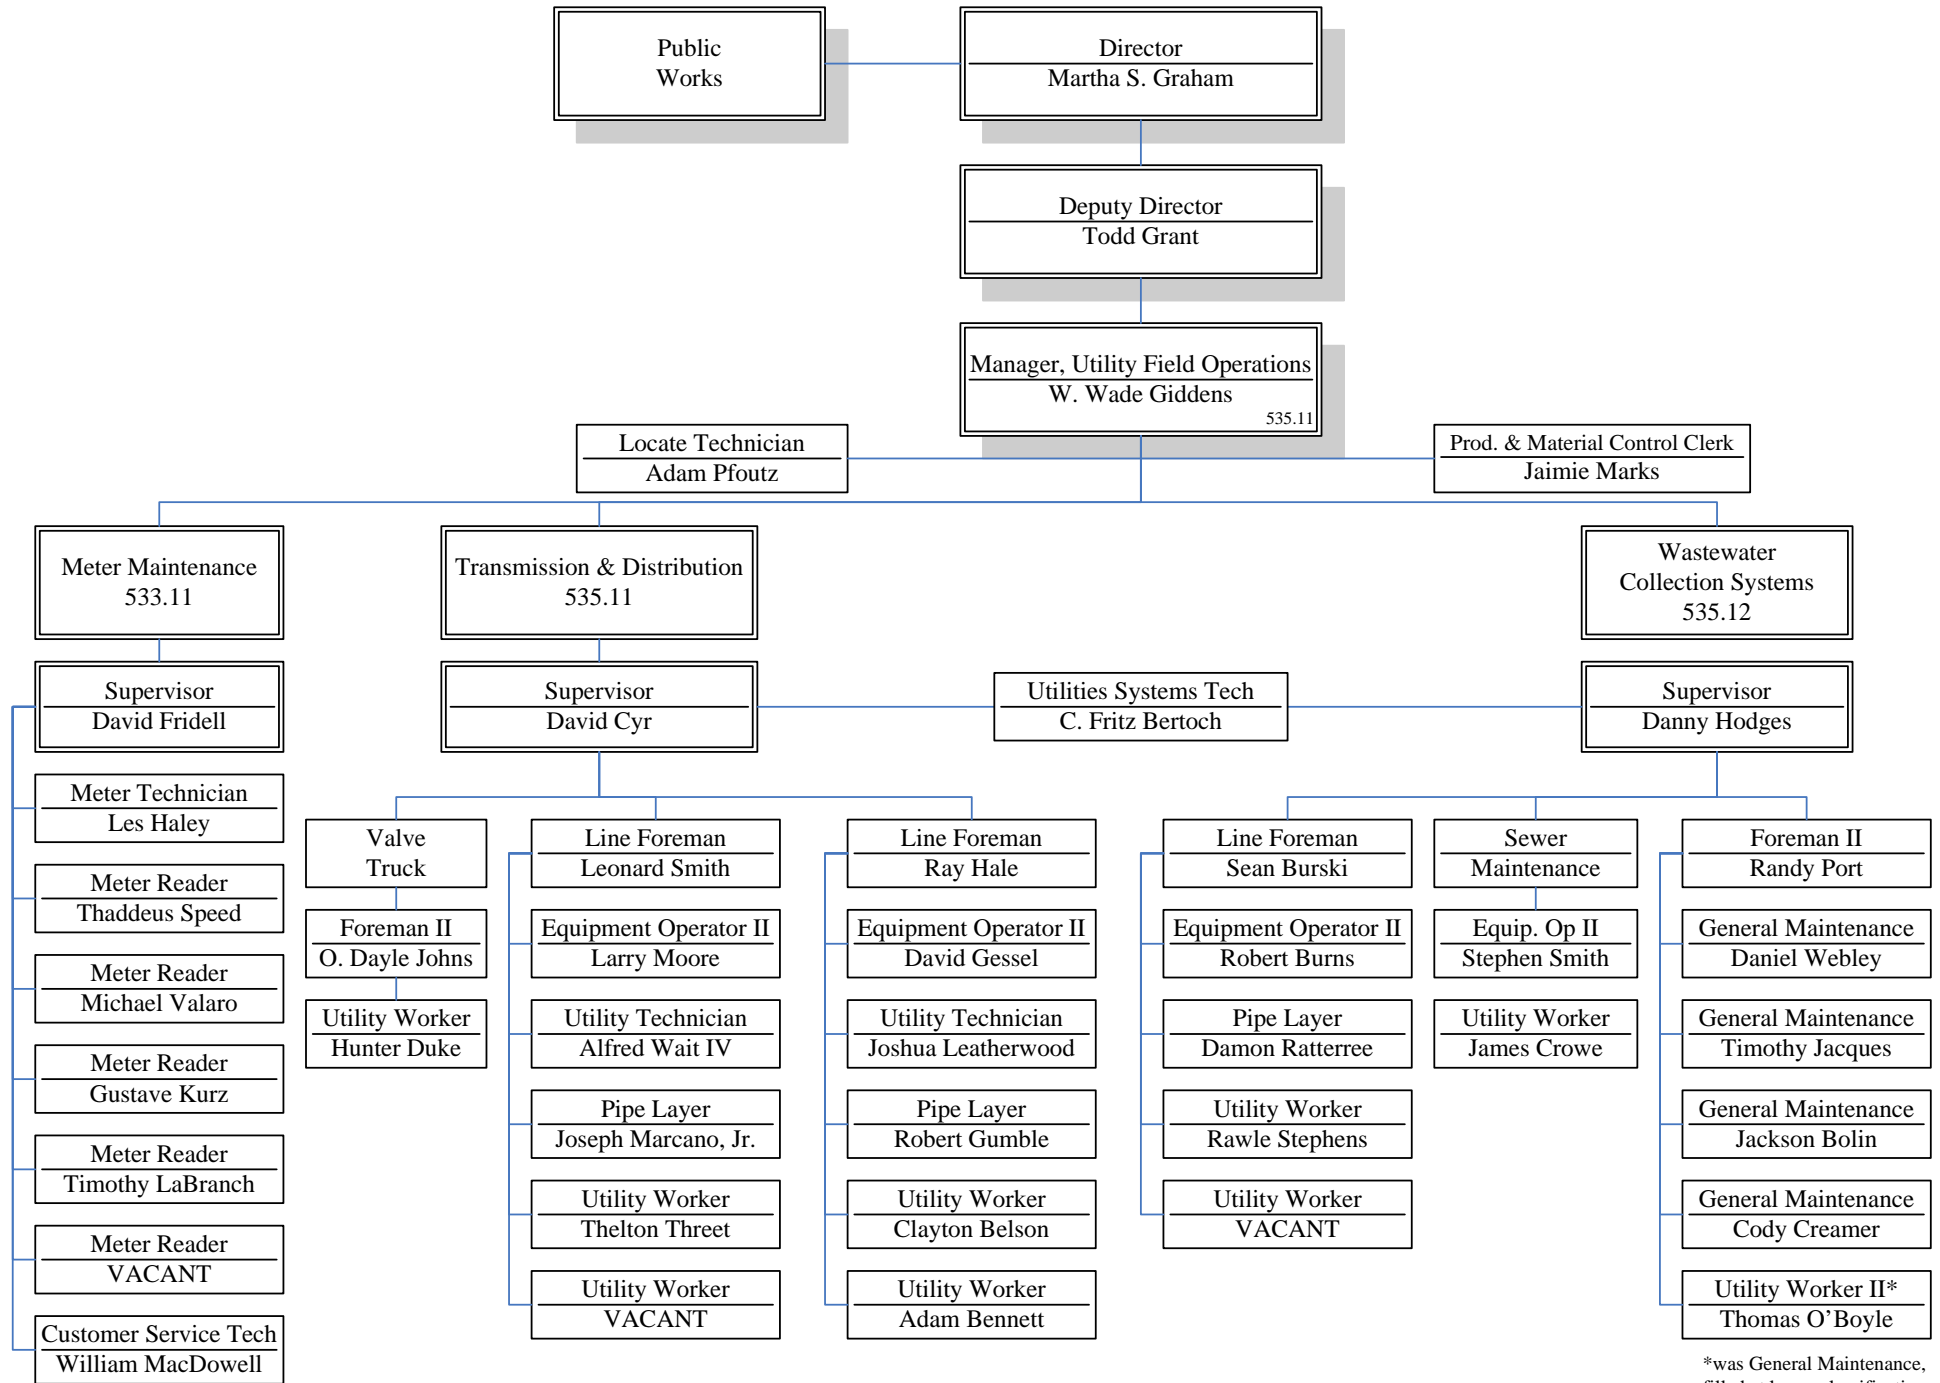 Public
Works
Director
Martha S. Graham
Deputy Director
Todd Grant
Manager, Utility Field Operations
W. Wade Giddens
535.11
Locate Technician
Adam Pfoutz
Prod. & Material Control Clerk
Jaimie Marks
Meter Maintenance
533.11
Transmission & Distribution
535.11
Wastewater
Collection Systems
535.12
Supervisor
David Fridell
Supervisor
David Cyr
Utilities Systems Tech
C. Fritz Bertoch
Supervisor
Danny Hodges
Meter Technician
Les Haley
Meter Reader
Thaddeus Speed
Meter Reader
Michael Valaro
Meter Reader
Gustave Kurz
Meter Reader
Timothy LaBranch
Meter Reader
VACANT
Customer Service Tech
William MacDowell
Valve
Truck
Foreman II
O. Dayle Johns
Utility Worker
Hunter Duke
Line Foreman
Leonard Smith
Equipment Operator II
Larry Moore
Utility Technician
Alfred Wait IV
Pipe Layer
Joseph Marcano, Jr.
Utility Worker
Thelton Threet
Utility Worker
VACANT
Line Foreman
Ray Hale
Equipment Operator II
David Gessel
Utility Technician
Joshua Leatherwood
Pipe Layer
Robert Gumble
Utility Worker
Clayton Belson
Utility Worker
Adam Bennett
Line Foreman
Sean Burski
Equipment Operator II
Robert Burns
Pipe Layer
Damon Ratterree
Utility Worker
Rawle Stephens
Utility Worker
VACANT
Sewer
Maintenance
Equip. Op II
Stephen Smith
Utility Worker
James Crowe
Foreman II
Randy Port
General Maintenance
Daniel Webley
General Maintenance
Timothy Jacques
General Maintenance
Jackson Bolin
General Maintenance
Cody Creamer
Utility Worker II*
Thomas O’Boyle
*was General Maintenance,